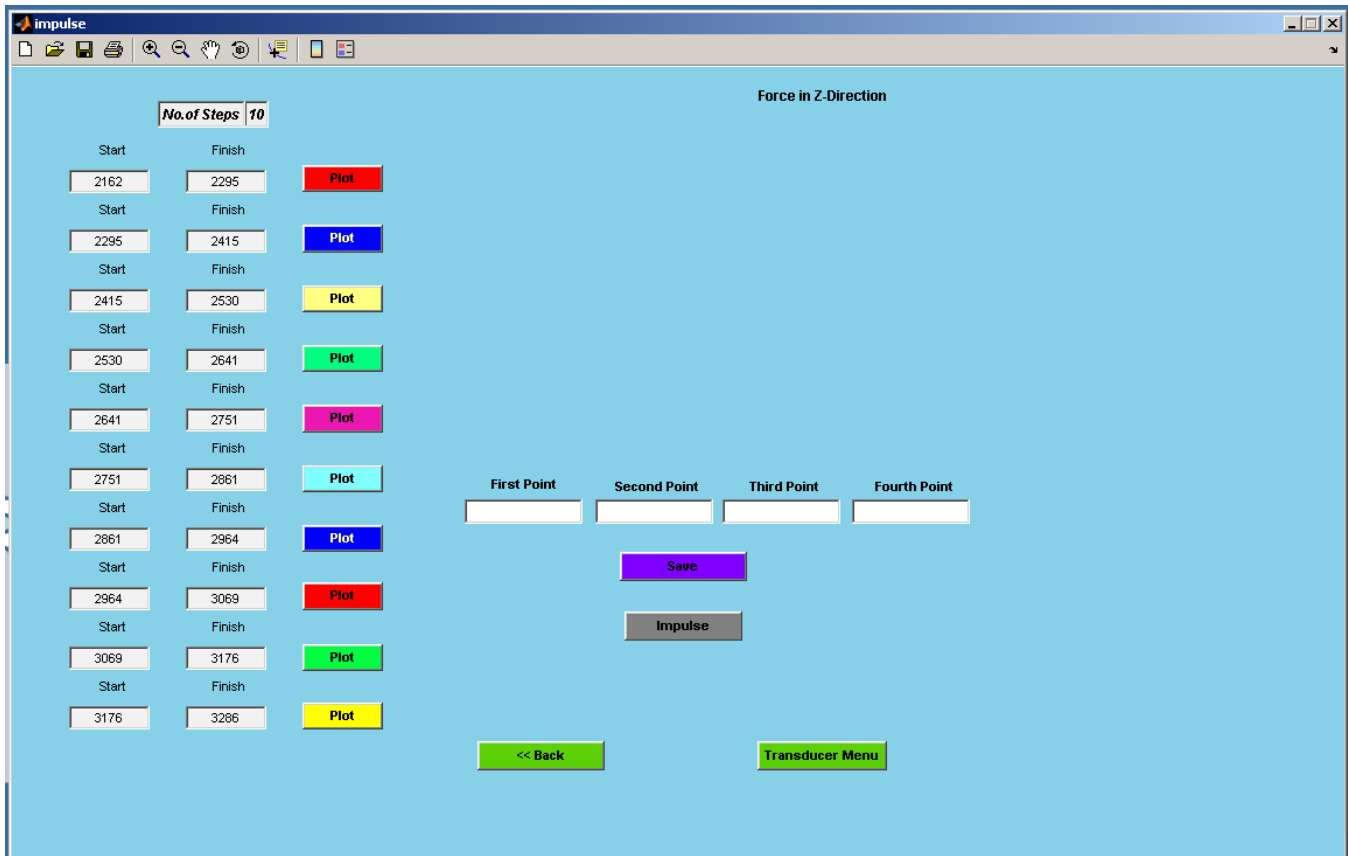 impulse
Force in Z-Direction
No.of Steps 10
Start Finish
2162 2295 Plot
Start Finish
2295 2415 Plot
Start Finish
2415 2530 Plot
Start Finish
2530 2641 Plot
Start Finish
2641 2751 Plot
Start Finish
2751 2861 Plot
Start Finish
2861 2964 Plot
Start Finish
2964 3069 Plot
Start Finish
3069 3176 Plot
Start Finish
3176 3286 Plot
First Point Second Point Third Point Fourth Point
Save
Impulse
<< Back Transducer Menu